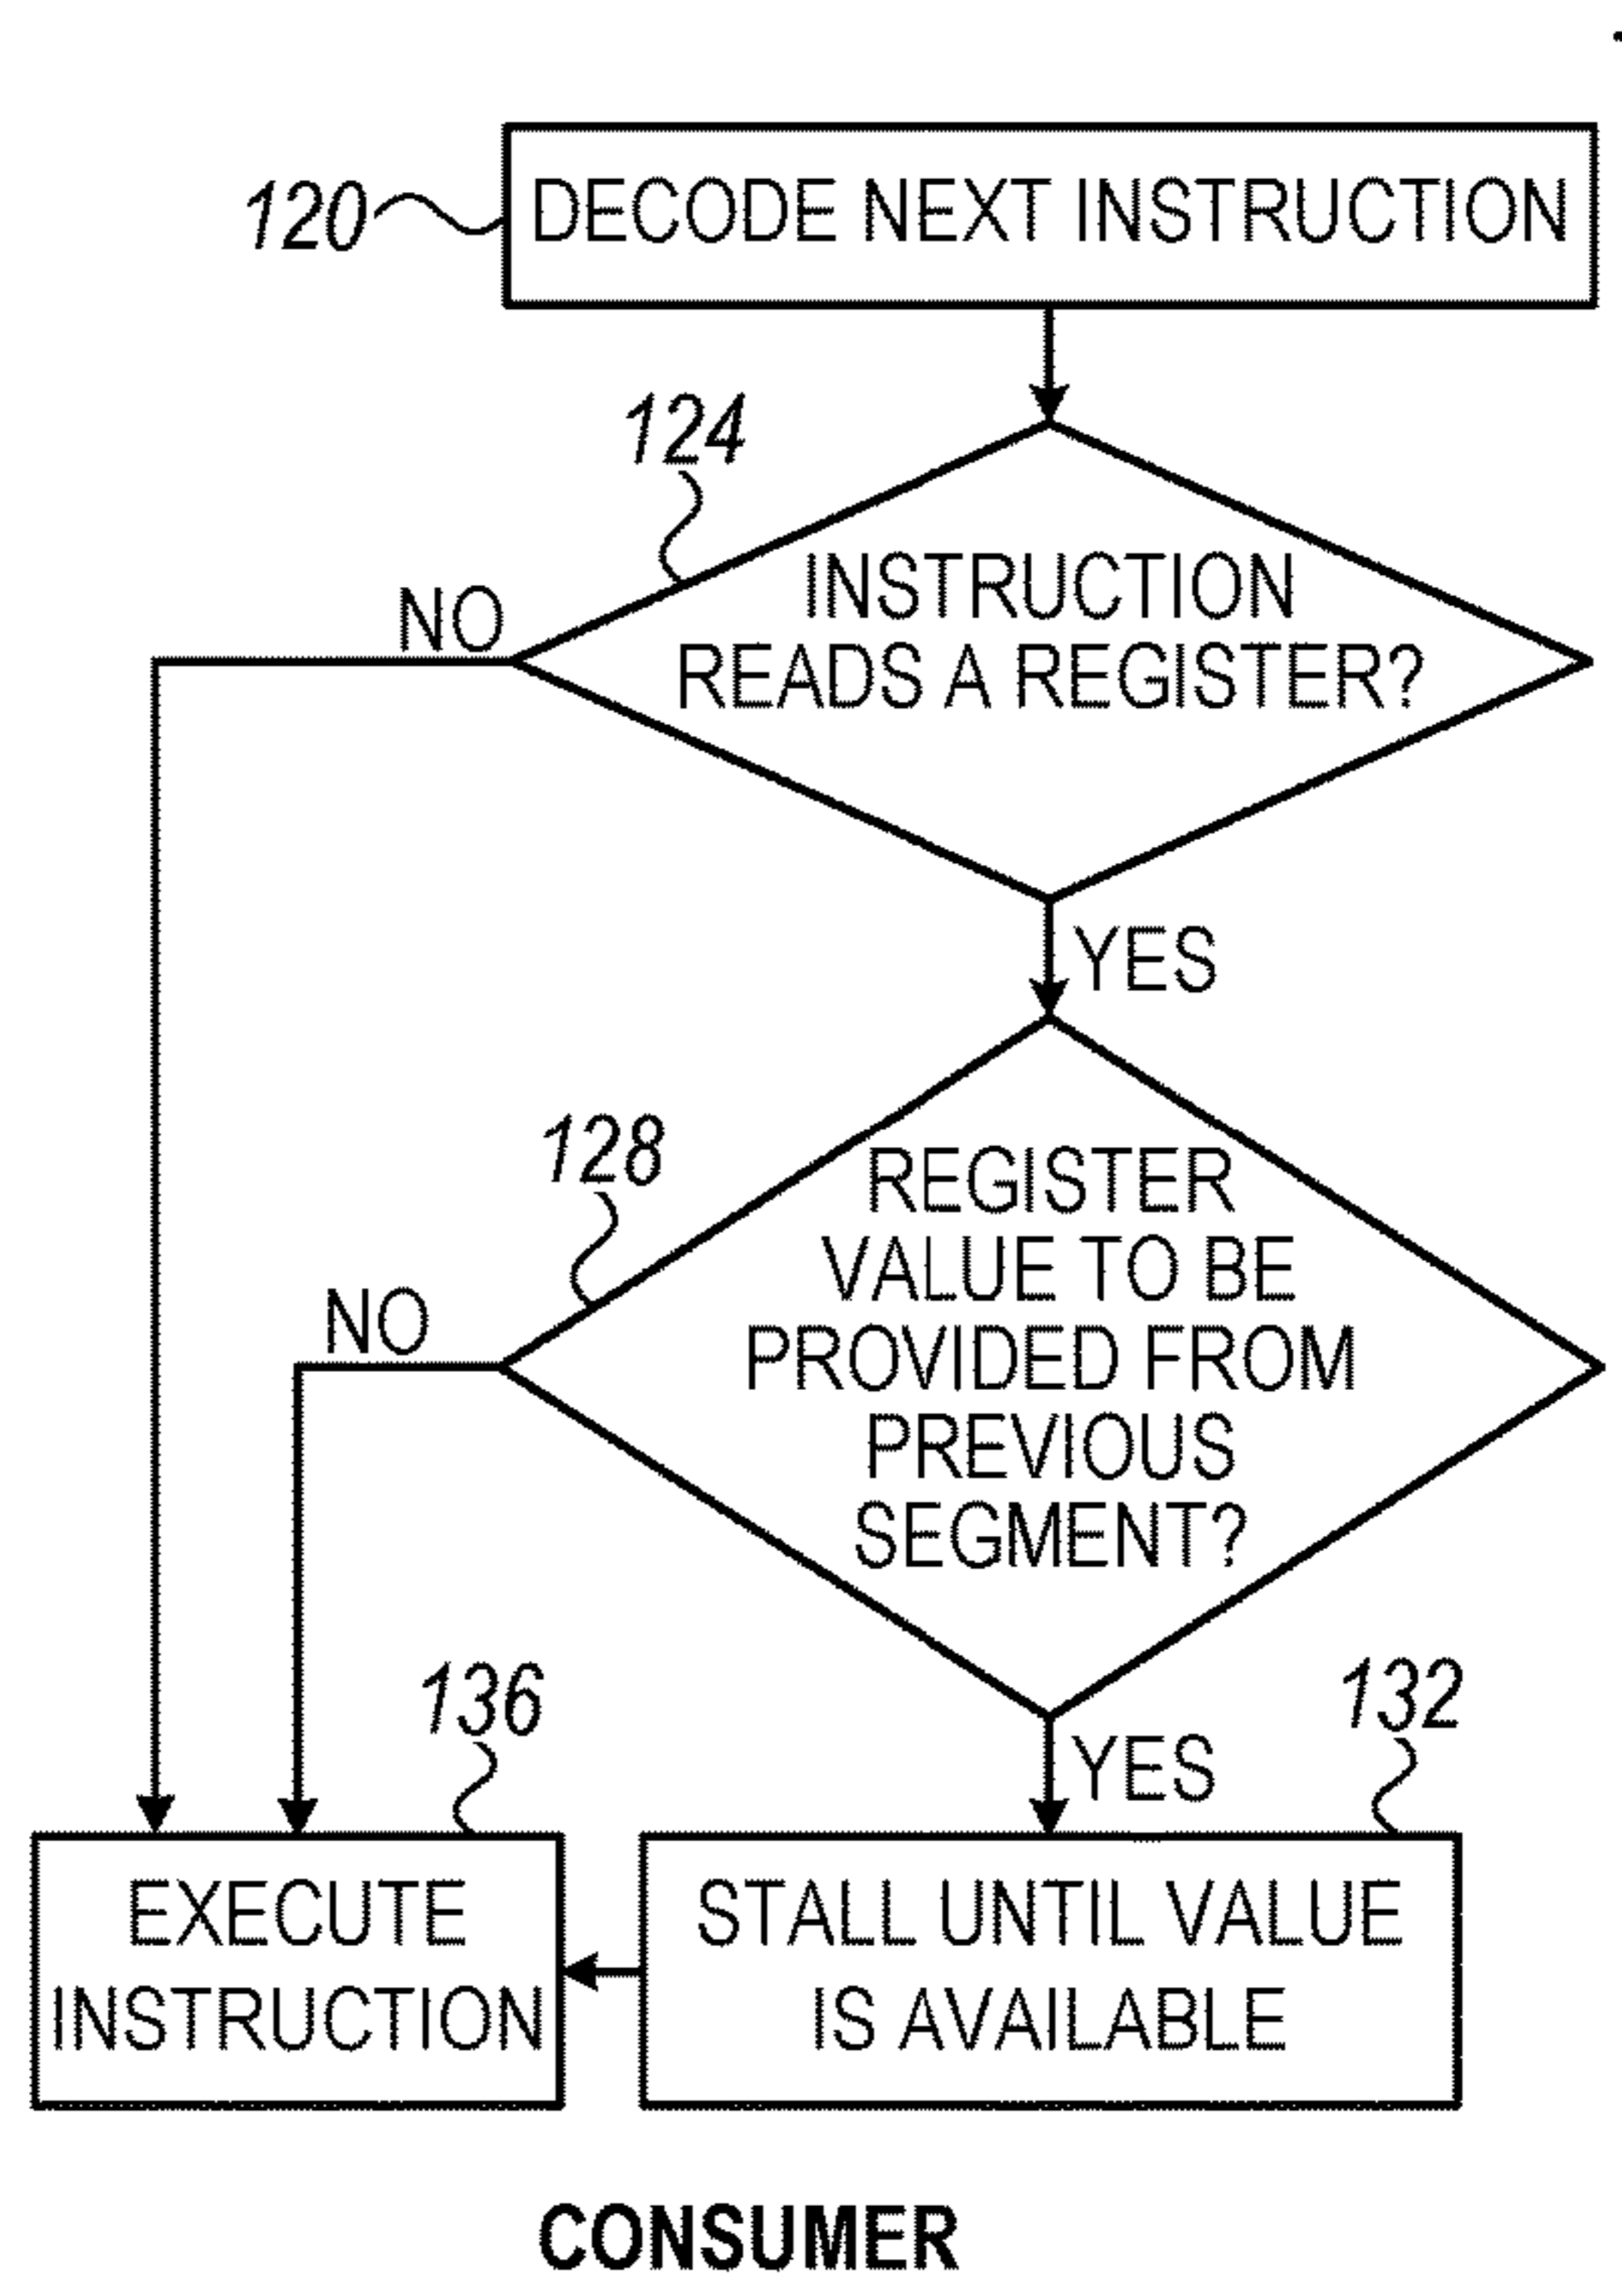 120
DECODE NEXT INSTRUCTION
124
INSTRUCTION
READS A REGISTER?
NO
YES
128
REGISTER
VALUE TO BE
PROVIDED FROM
PREVIOUS
SEGMENT?
NO
YES
136
EXECUTE
INSTRUCTION
132
STALL UNTIL VALUE
IS AVAILABLE
CONSUMER